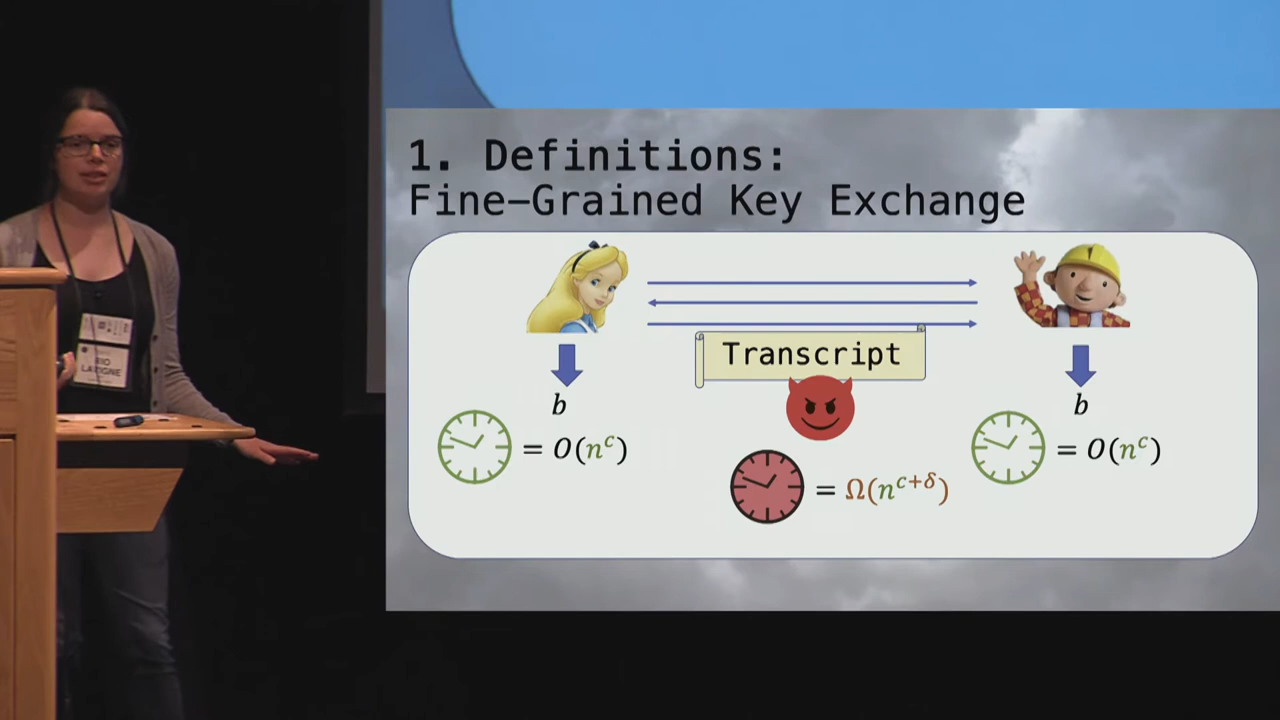 1. Definitions:
Fine-Grained Key Exchange
Transcript
b
b
= O(n^c)
= O(n^c)
= Ω(n^{c+δ})